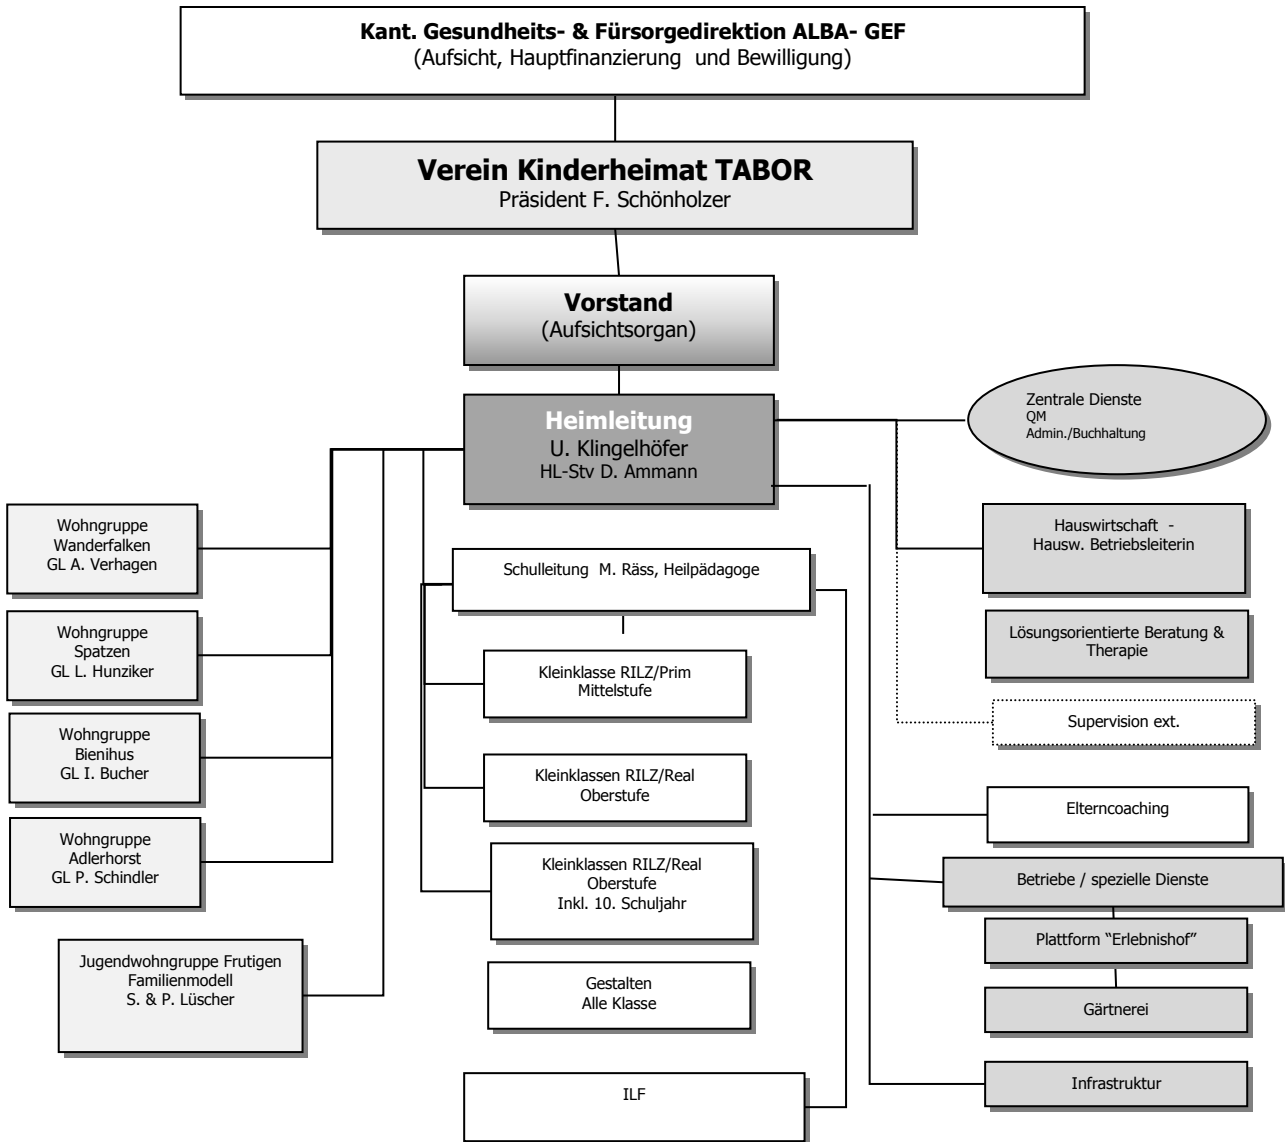 Kant. Gesundheits- & Fürsorgedirektion ALBA- GEF
(Aufsicht, Hauptfinanzierung und Bewilligung)
Verein Kinderheimat TABOR
Präsident F. Schönholzer
Vorstand
(Aufsichtsorgan)
Heimleitung
U. Klingelhöfer
HL-Stv D. Ammann
Zentrale Dienste
QM
Admin./Buchhaltung
Wohngruppe
Wanderfalken
GL A. Verhagen
Wohngruppe
Spatzen
GL L. Hunziker
Wohngruppe
Bienihus
GL I. Bucher
Wohngruppe
Adlerhorst
GL P. Schindler
Jugendwohngruppe Frutigen
Familienmodell
S. & P. Lüscher
Schulleitung M. Räss, Heilpädagoge
Kleinklasse RILZ/Prim
Mittelstufe
Kleinklassen RILZ/Real
Oberstufe
Kleinklassen RILZ/Real
Oberstufe
Inkl. 10. Schuljahr
Gestalten
Alle Klasse
ILF
Hauswirtschaft -
Hausw. Betriebsleiterin
Lösungsorientierte Beratung &
Therapie
Supervision ext.
Elterncoaching
Betriebe / spezielle Dienste
Plattform “Erlebnishof”
Gärtnerei
Infrastruktur